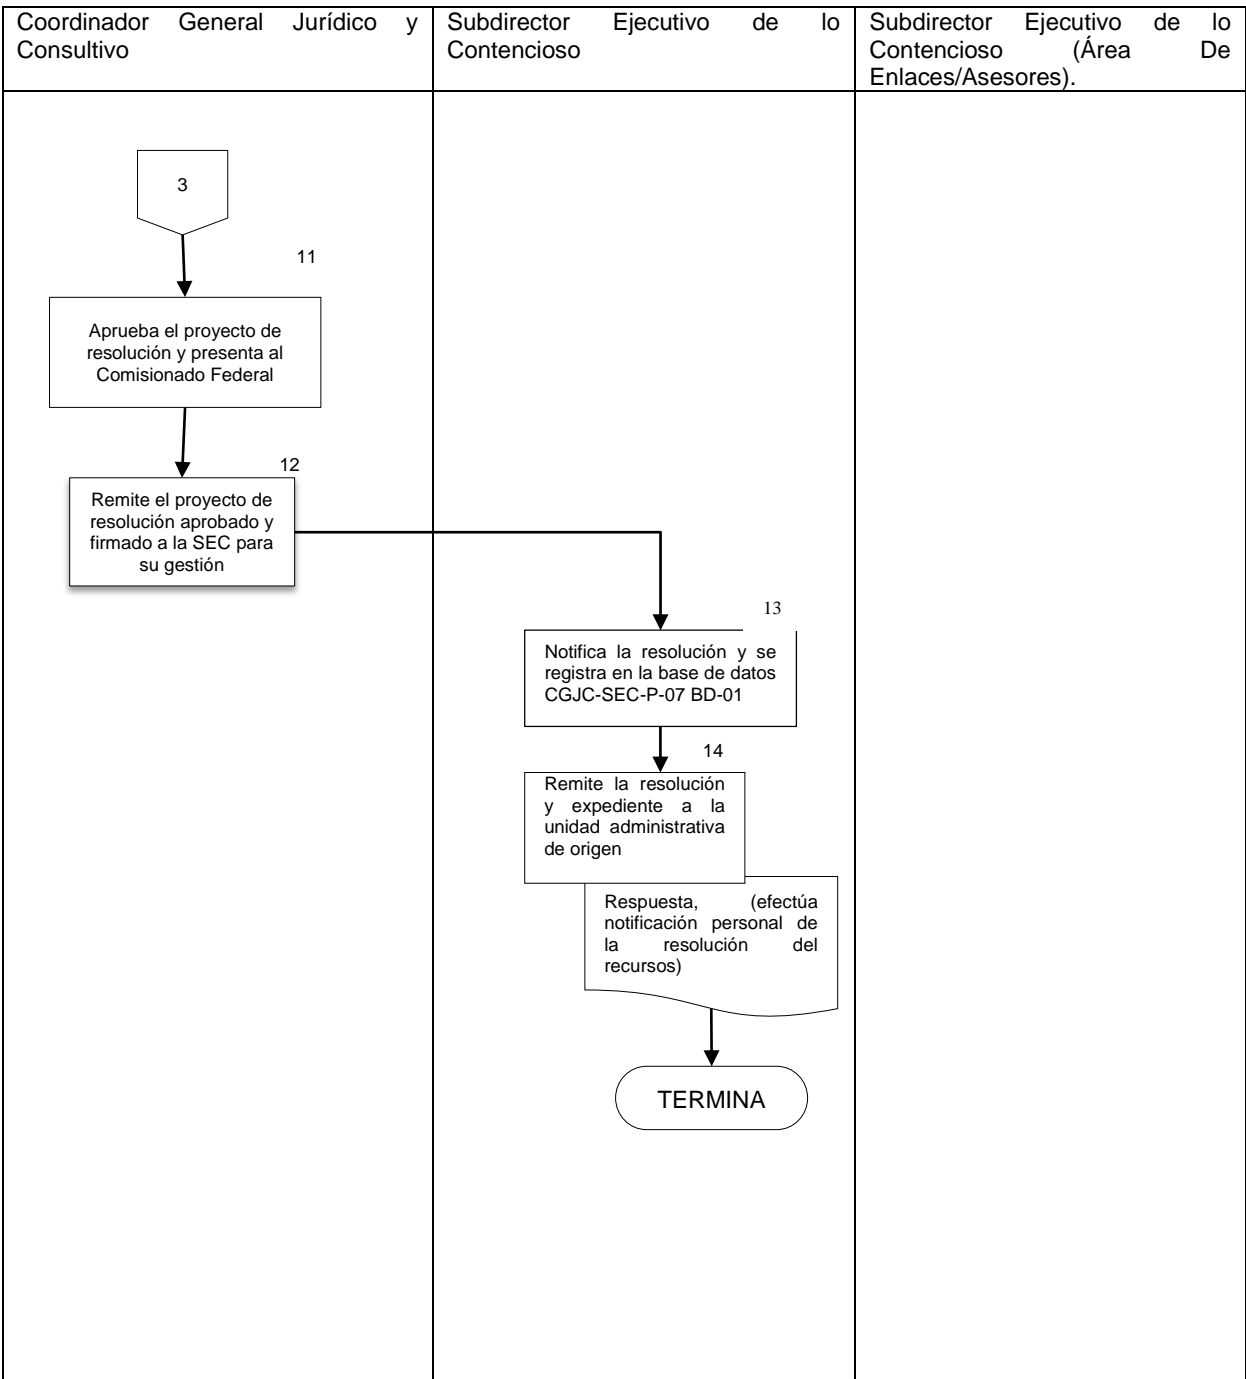 Coordinador General Jurídico y
Consultivo
Subdirector Ejecutivo de lo
Contencioso
Subdirector Ejecutivo de lo
Contencioso (Área De
Enlaces/Asesores).
3
11
Aprueba el proyecto de
resolución y presenta al
Comisionado Federal
12
Remite el proyecto de
resolución aprobado y
firmado a la SEC para
su gestión
13
Notifica la resolución y se
registra en la base de datos
CGJC-SEC-P-07 BD-01
14
Remite la resolución
y expediente a la
unidad administrativa
de origen
Respuesta, (efectúa
notificación personal de
la resolución del
recursos)
TERMINA